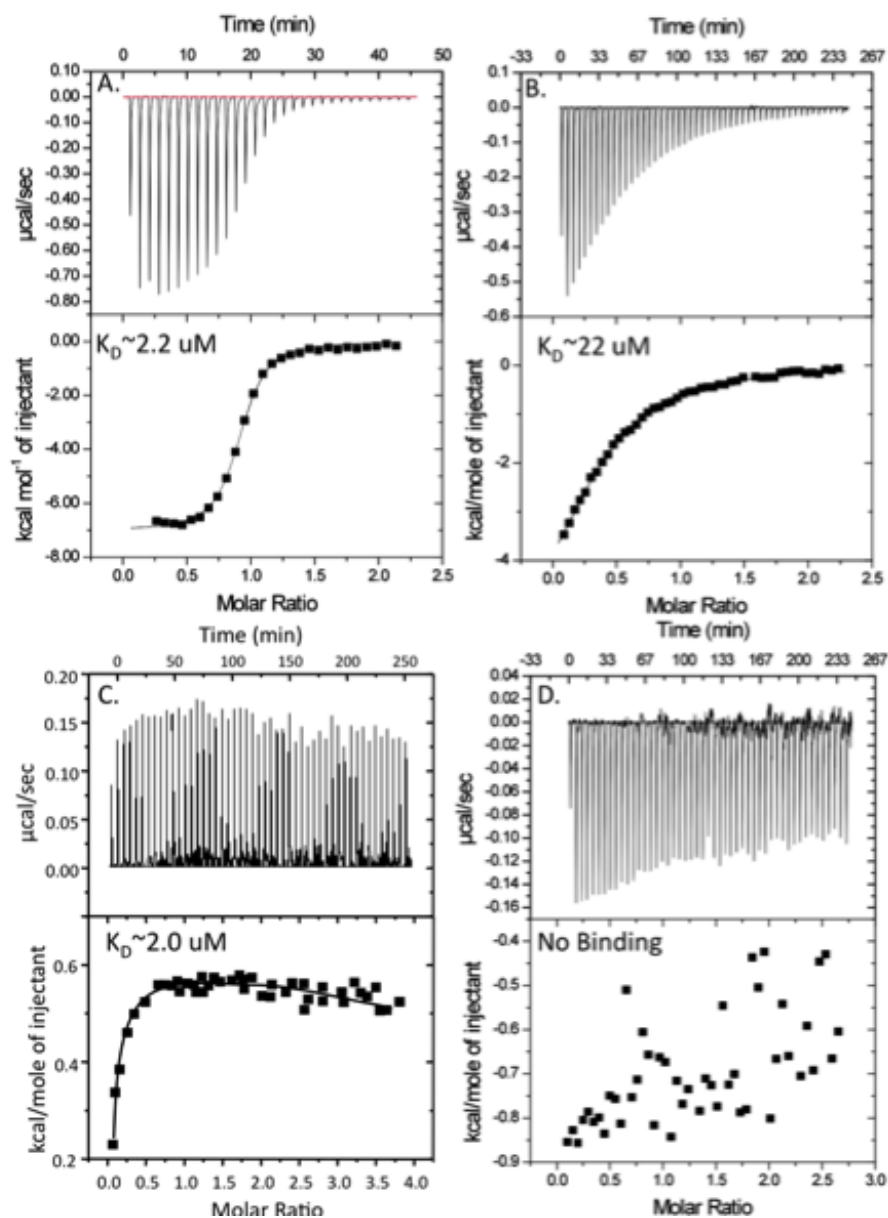 Time (min)
0 10 20 30 40 50
A.
0.10
0.00
-0.10
-0.20
-0.30
-0.40
-0.50
-0.60
-0.70
-0.80
µcal/sec
K_D~2.2 uM
0.00
-2.00
-4.00
-6.00
-8.00
kcal mol⁻¹ of injectant
0.0 0.5 1.0 1.5 2.0 2.5
Molar Ratio
Time (min)
-33 0 33 67 100 133 167 200 233 267
B.
0.1
0.0
-0.1
-0.2
-0.3
-0.4
-0.5
-0.6
µcal/sec
K_D~22 uM
0
-2
-4
kcal/mole of injectant
0.0 0.5 1.0 1.5 2.0 2.5
Molar Ratio
Time (min)
0 50 100 150 200 250
C.
0.20
0.15
0.10
0.05
0.00
µcal/sec
K_D~2.0 uM
0.6
0.4
0.2
kcal/mole of injectant
0.0 0.5 1.0 1.5 2.0 2.5 3.0 3.5 4.0
Molar Ratio
Time (min)
-33 0 33 67 100 133 167 200 233 267
D.
0.04
0.02
0.00
-0.02
-0.04
-0.06
-0.08
-0.10
-0.12
-0.14
-0.16
µcal/sec
No Binding
-0.4
-0.5
-0.6
-0.7
-0.8
-0.9
kcal/mole of injectant
0.0 0.5 1.0 1.5 2.0 2.5 3.0
Molar Ratio